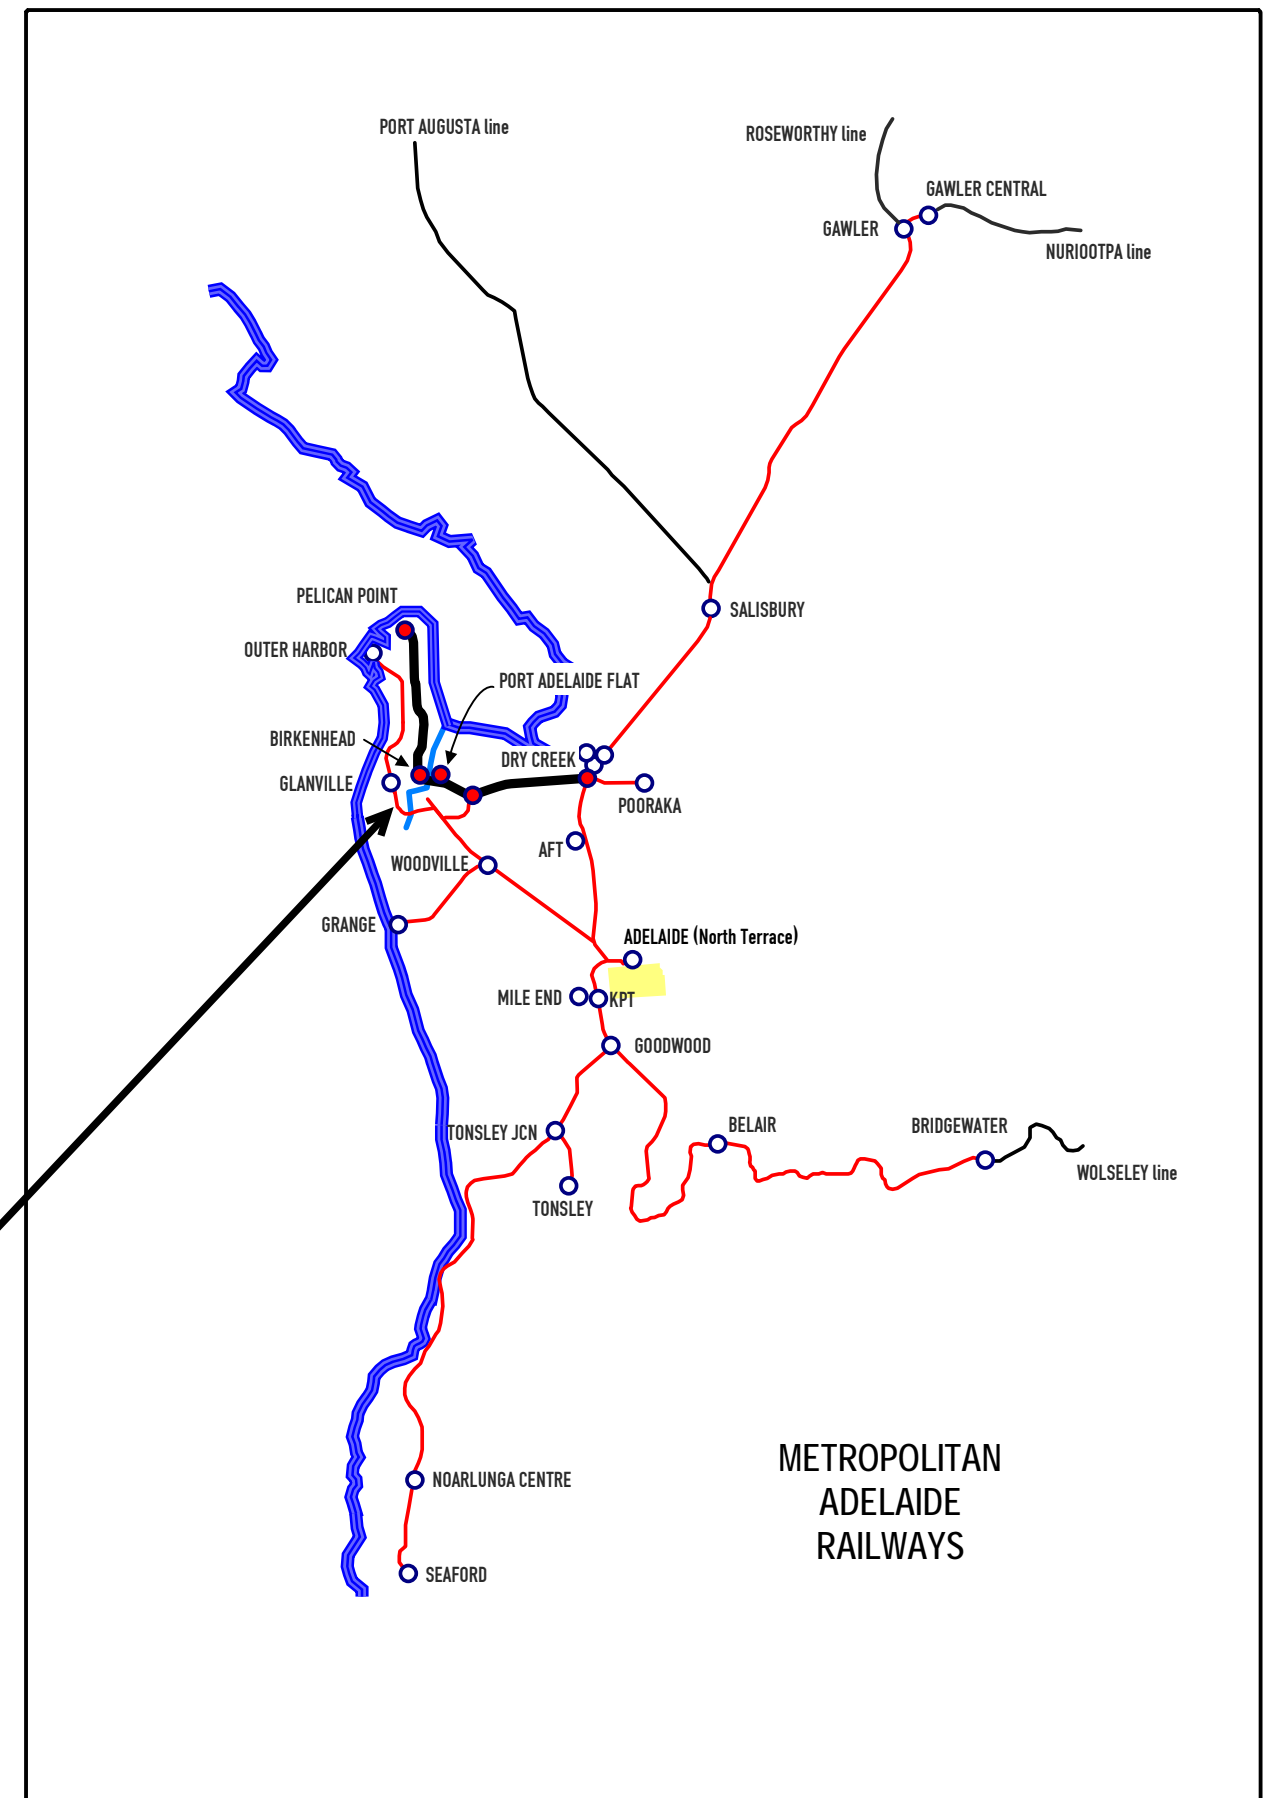 PORT AUGUSTA line
ROSEWORTHY line
GAWLER CENTRAL
GAWLER
NURIOOTPA line
PELICAN POINT
SALISBURY
OUTER HARBOR
PORT ADELAIDE FLAT
BIRKENHEAD
DRY CREEK
GLANVILLE
POORAKA
AFT
WOODVILLE
GRANGE
ADELAIDE (North Terrace)
MILE END
KPT
GOODWOOD
BELAIR
BRIDGEWATER
TONSLEY JCN
WOLSELEY line
TONSLEY
METROPOLITAN
ADELAIDE
RAILWAYS
NOARLUNGA CENTRE
SEAFORD